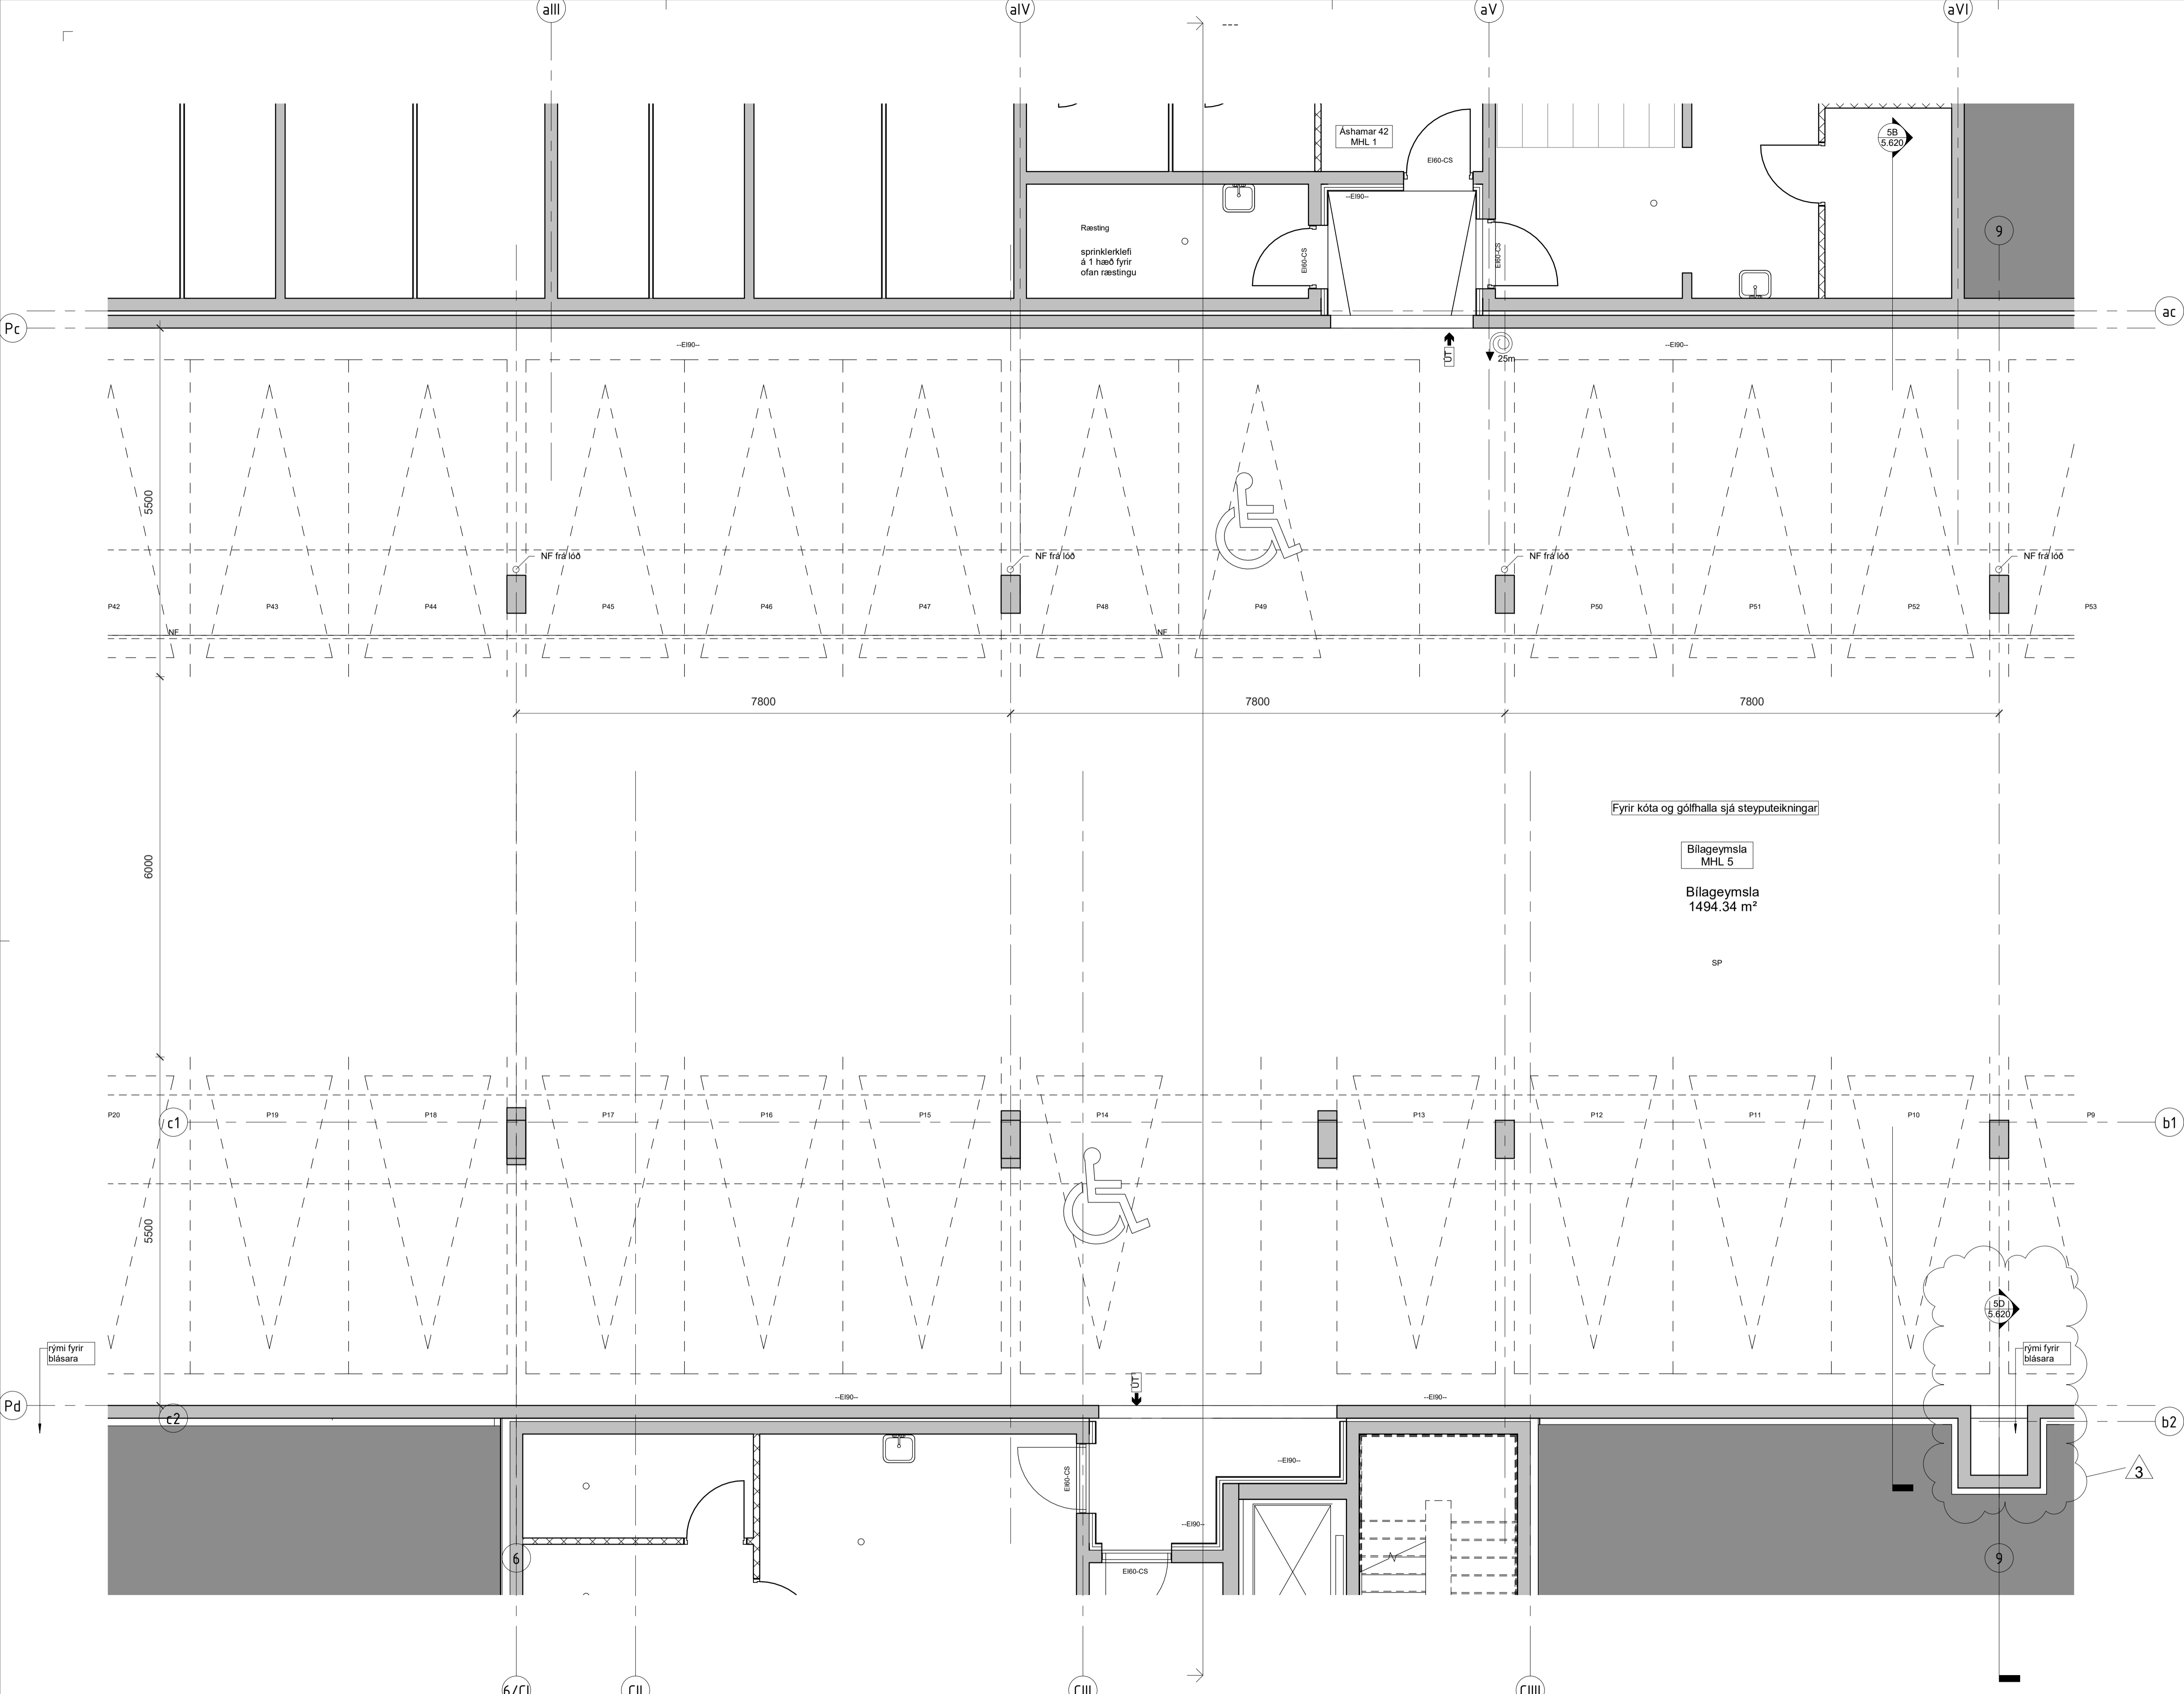 aIII
aIV
aV
aVI
---
Áshamar 42
MHL 1
EI60-CS
5B
5.620
--EI90--
Ræsting
sprinklerklefi
á 1 hæð fyrir
ofan ræstingu
EI60-CS
EI60-CS
9
Pc
ac
--EI90--
ÚT
25m
--EI90--
5500
NF frá lóð
NF frá lóð
NF frá lóð
NF frá lóð
P42
P43
P44
P45
P46
P47
P48
P49
P50
P51
P52
P53
NF
NF
7800
7800
7800
Fyrir kóta og gólfhalla sjá steyputeikningar
6000
Bílageymsla
MHL 5
Bílageymsla
1494.34 m²
SP
P20
P19
P18
P17
P16
P15
P14
P13
P12
P11
P10
P9
c1
b1
5500
5D
5.620
rými fyrir
blásara
rými fyrir
blásara
ÚT
--EI90--
--EI90--
Pd
c2
b2
EI60-CS
--EI90--
3
--EI90--
6
EI60-CS
9
6/CI
CII
CIII
CIIII